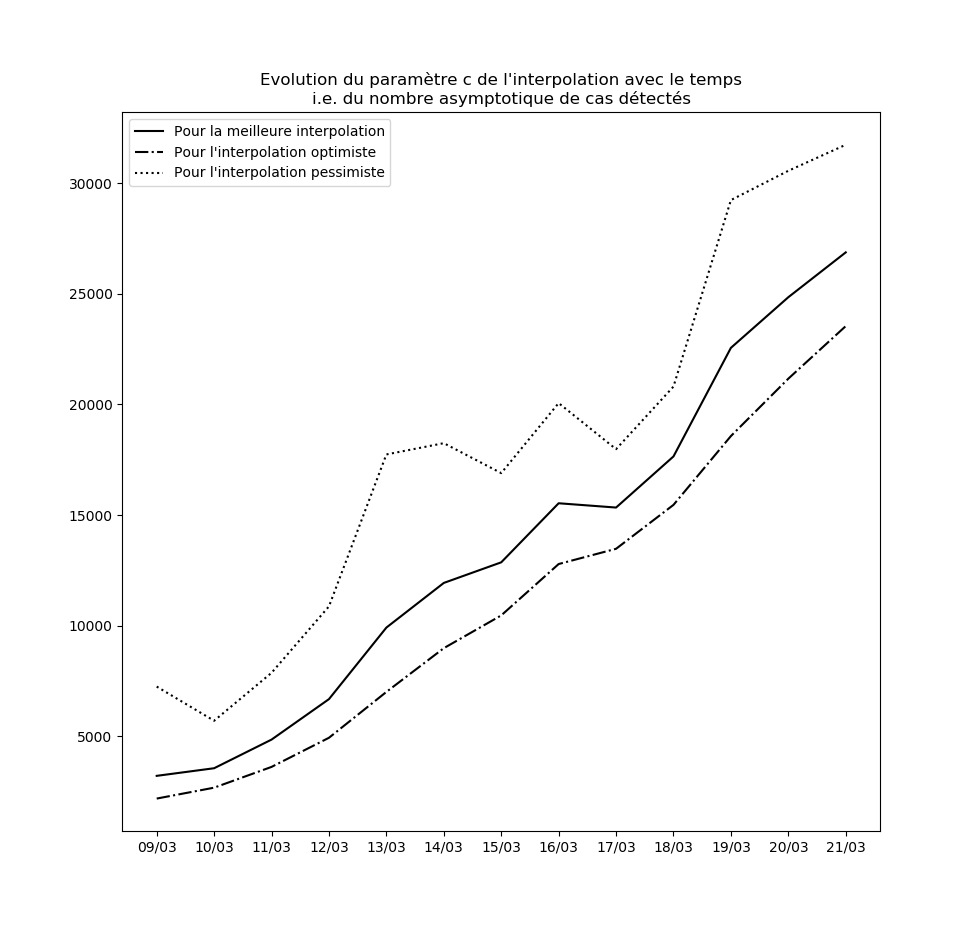 Evolution du paramètre c de l'interpolation avec le temps
i.e. du nombre asymptotique de cas détectés
Pour la meilleure interpolation
Pour l'interpolation optimiste
Pour l'interpolation pessimiste
30000
25000
20000
15000
10000
5000
09/03 10/03 11/03 12/03 13/03 14/03 15/03 16/03 17/03 18/03 19/03 20/03 21/03